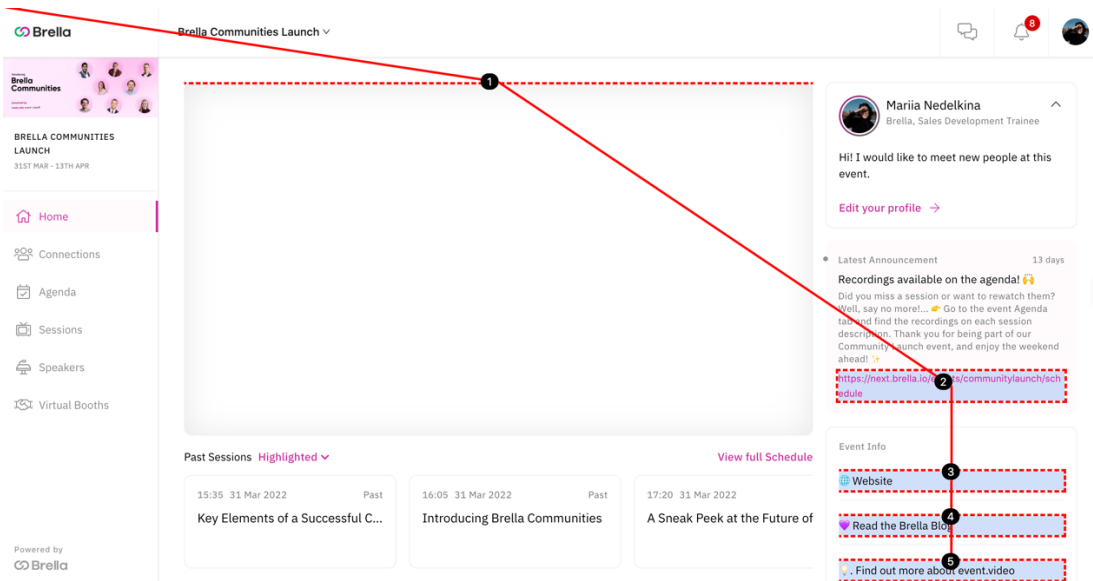 Brella
Brella Communities Launch
8
Brella
Communities
BRELLA COMMUNITIES
LAUNCH
31ST MAR - 13TH APR
Home
Connections
Agenda
Sessions
Speakers
Virtual Booths
Powered by
Brella
1
Past Sessions Highlighted
View full Schedule
15:35 31 Mar 2022 Past
Key Elements of a Successful C...
16:05 31 Mar 2022 Past
Introducing Brella Communities
17:20 31 Mar 2022
A Sneak Peek at the Future of
Mariia Nedelkina
Brella, Sales Development Trainee
Hi! I would like to meet new people at this
event.
Edit your profile →
Latest Announcement 13 days
Recordings available on the agenda! 🙌
Did you miss a session or want to rewatch them?
Well, say no more!... 👉 Go to the event Agenda
tab and find the recordings on each session
description. Thank you for being part of our
Community Launch event, and enjoy the weekend
ahead! ✨
2
https://next.brella.io/events/communitylaunch/sch
edule
Event Info
3
🌐 Website
4
💜 Read the Brella Blog
5
💡. Find out more about event.video